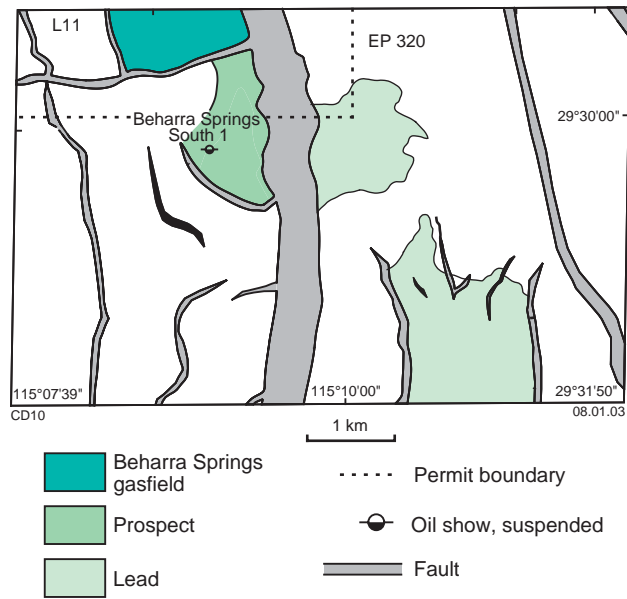 L11
EP 320
Beharra Springs
South 1
29°30'00"
115°07'39"
115°10'00"
29°31'50"
CD10
08.01.03
1 km
Beharra Springs
gasfield
Permit boundary
Prospect
Oil show, suspended
Lead
Fault